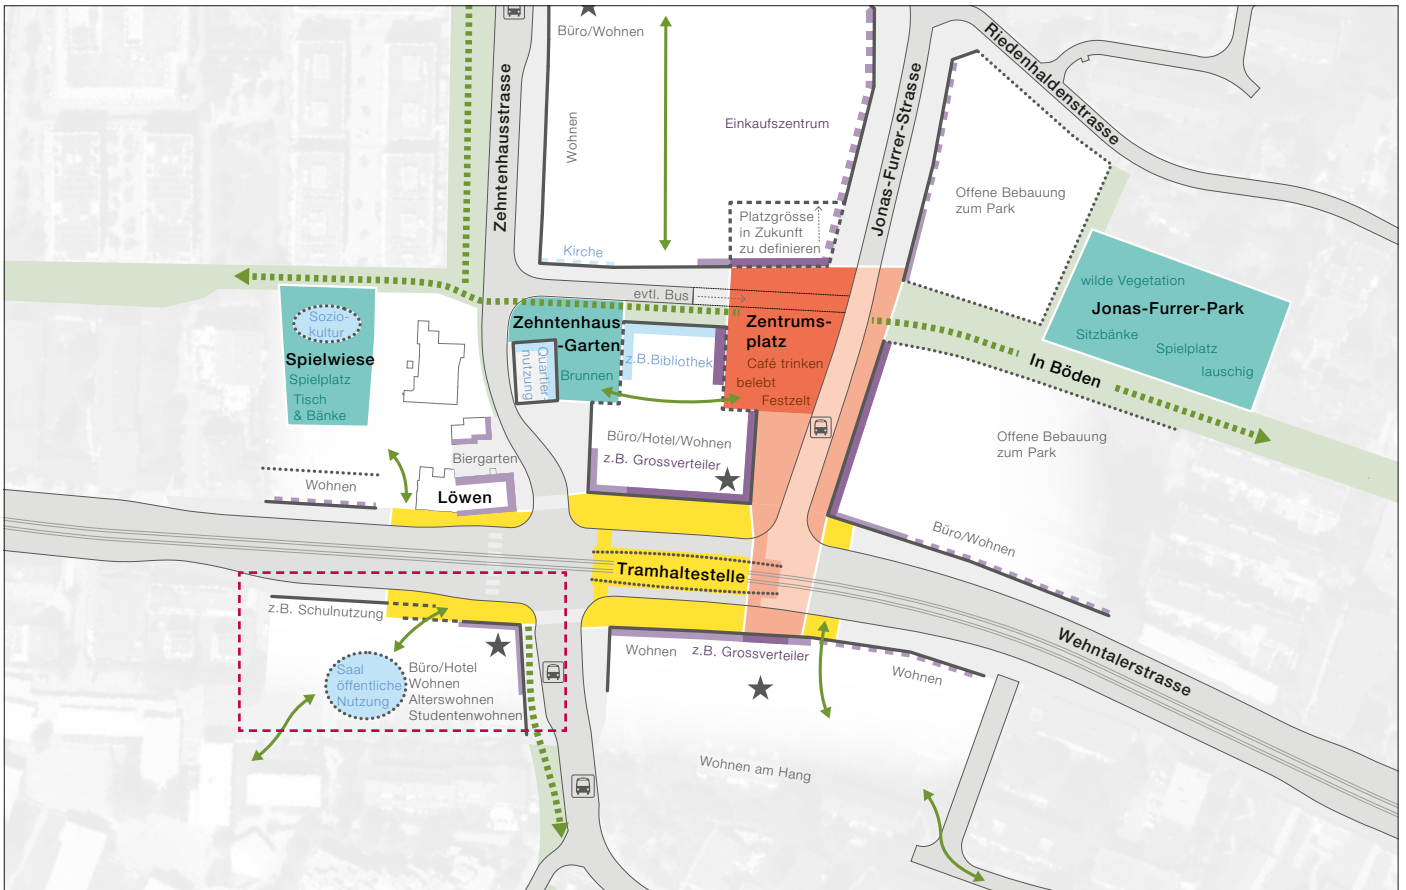 Büro/Wohnen
Zehntenhausstrasse
Wohnen
Einkaufszentrum
Jonas-Furrer-Strasse
Riedenhaldenstrasse
Offene Bebauung
zum Park
Platzgrösse
in Zukunft
zu definieren
Kirche
evtl. Bus
wilde Vegetation
Jonas-Furrer-Park
Sitzbänke
Spielplatz
lauschig
Sozio-
kultur
Spielwiese
Spielplatz
Tisch
& Bänke
Zehntenhaus
-Garten
Quartier
nutzung
Brunnen
z.B.Bibliothek
Zentrums-
platz
Café trinken
belebt
Festzelt
In Böden
Büro/Hotel/Wohnen
z.B. Grossverteiler
Offene Bebauung
zum Park
Biergarten
Löwen
Wohnen
Büro/Wohnen
Tramhaltestelle
z.B. Schulnutzung
Saal
öffentliche
Nutzung
Büro/Hotel
Wohnen
Alterswohnen
Studentenwohnen
Wohnen
z.B. Grossverteiler
Wohnen
Wehntalerstrasse
Wohnen am Hang